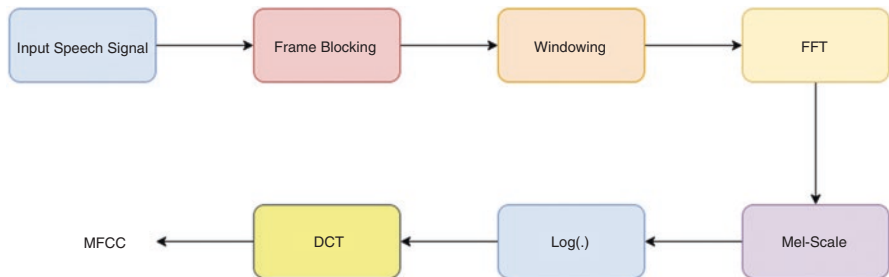 Input Speech Signal
Frame Blocking
Windowing
FFT
Mel-Scale
Log(.)
DCT
MFCC